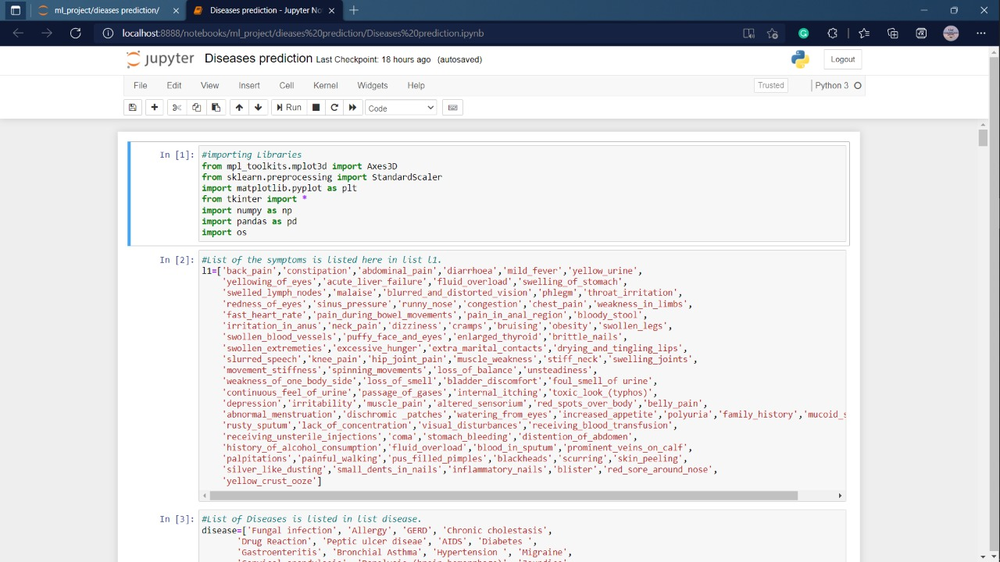 ml_project/dieases prediction/
Diseases prediction - Jupyter No
localhost:8888/notebooks/ml_project/dieases%20prediction/Diseases%20prediction.ipynb
jupyter Diseases prediction Last Checkpoint: 18 hours ago (autosaved)
Logout
File Edit View Insert Cell Kernel Widgets Help
Trusted
Python 3
Run
Code
In [1]: #importing Libraries
from mpl_toolkits.mplot3d import Axes3D
from sklearn.preprocessing import StandardScaler
import matplotlib.pyplot as plt
from tkinter import *
import numpy as np
import pandas as pd
import os
In [2]: #List of the symptoms is listed here in list l1.
l1=['back_pain','constipation','abdominal_pain','diarrhoea','mild_fever','yellow_urine',
'yellowing_of_eyes','acute_liver_failure','fluid_overload','swelling_of_stomach',
'swelled_lymph_nodes','malaise','blurred_and_distorted_vision','phlegm','throat_irritation',
'redness_of_eyes','sinus_pressure','runny_nose','congestion','chest_pain','weakness_in_limbs',
'fast_heart_rate','pain_during_bowel_movements','pain_in_anal_region','bloody_stool',
'irritation_in_anus','neck_pain','dizziness','cramps','bruising','obesity','swollen_legs',
'swollen_blood_vessels','puffy_face_and_eyes','enlarged_thyroid','brittle_nails',
'swollen_extremeties','excessive_hunger','extra_marital_contacts','drying_and_tingling_lips',
'slurred_speech','knee_pain','hip_joint_pain','muscle_weakness','stiff_neck','swelling_joints',
'movement_stiffness','spinning_movements','loss_of_balance','unsteadiness',
'weakness_of_one_body_side','loss_of_smell','bladder_discomfort','foul_smell_of urine',
'continuous_feel_of_urine','passage_of_gases','internal_itching','toxic_look_(typhos)',
'depression','irritability','muscle_pain','altered_sensorium','red_spots_over_body','belly_pain',
'abnormal_menstruation','dischromic _patches','watering_from_eyes','increased_appetite','polyuria','family_history','mucoid_s
'rusty_sputum','lack_of_concentration','visual_disturbances','receiving_blood_transfusion',
'receiving_unsterile_injections','coma','stomach_bleeding','distention_of_abdomen',
'history_of_alcohol_consumption','fluid_overload','blood_in_sputum','prominent_veins_on_calf',
'palpitations','painful_walking','pus_filled_pimples','blackheads','scurring','skin_peeling',
'silver_like_dusting','small_dents_in_nails','inflammatory_nails','blister','red_sore_around_nose',
'yellow_crust_ooze']
In [3]: #List of Diseases is listed in list disease.
disease=['Fungal infection', 'Allergy', 'GERD', 'Chronic cholestasis',
'Drug Reaction', 'Peptic ulcer diseae', 'AIDS', 'Diabetes ',
'Gastroenteritis', 'Bronchial Asthma', 'Hypertension ', 'Migraine',